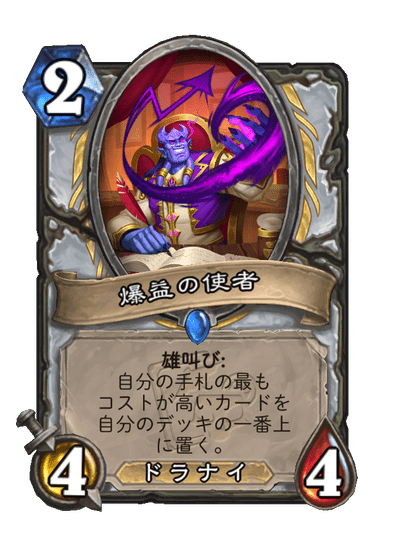 2
爆益の使者
雄叫び:
自分の手札の最も
コストが高いカードを
自分のデッキの一番上
に置く。
4
ドラナイ
4